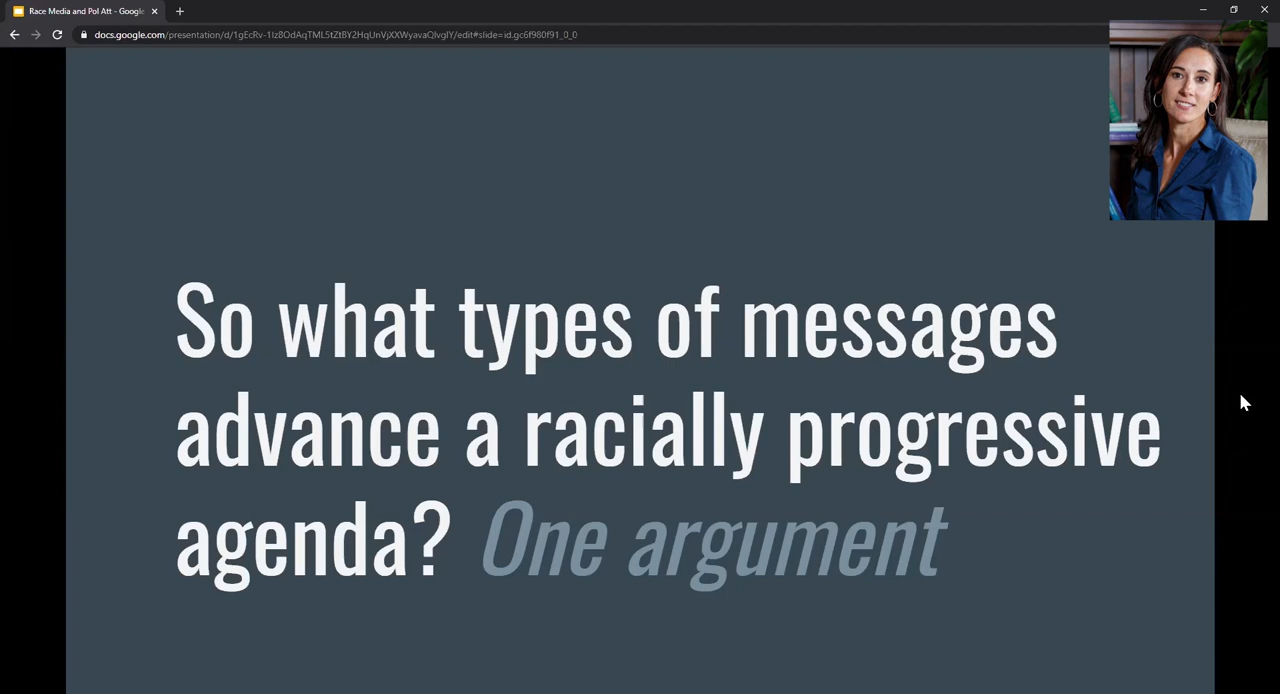 Race Media and Pol Att - Google
docs.google.com/presentation/d/1gEcRv-1Iz8OdAqTML5tZtBY2HqUnVjXXWyavaQlvglY/edit#slide=id.gc6f980f91_0_0
So what types of messages
advance a racially progressive
agenda? One argument